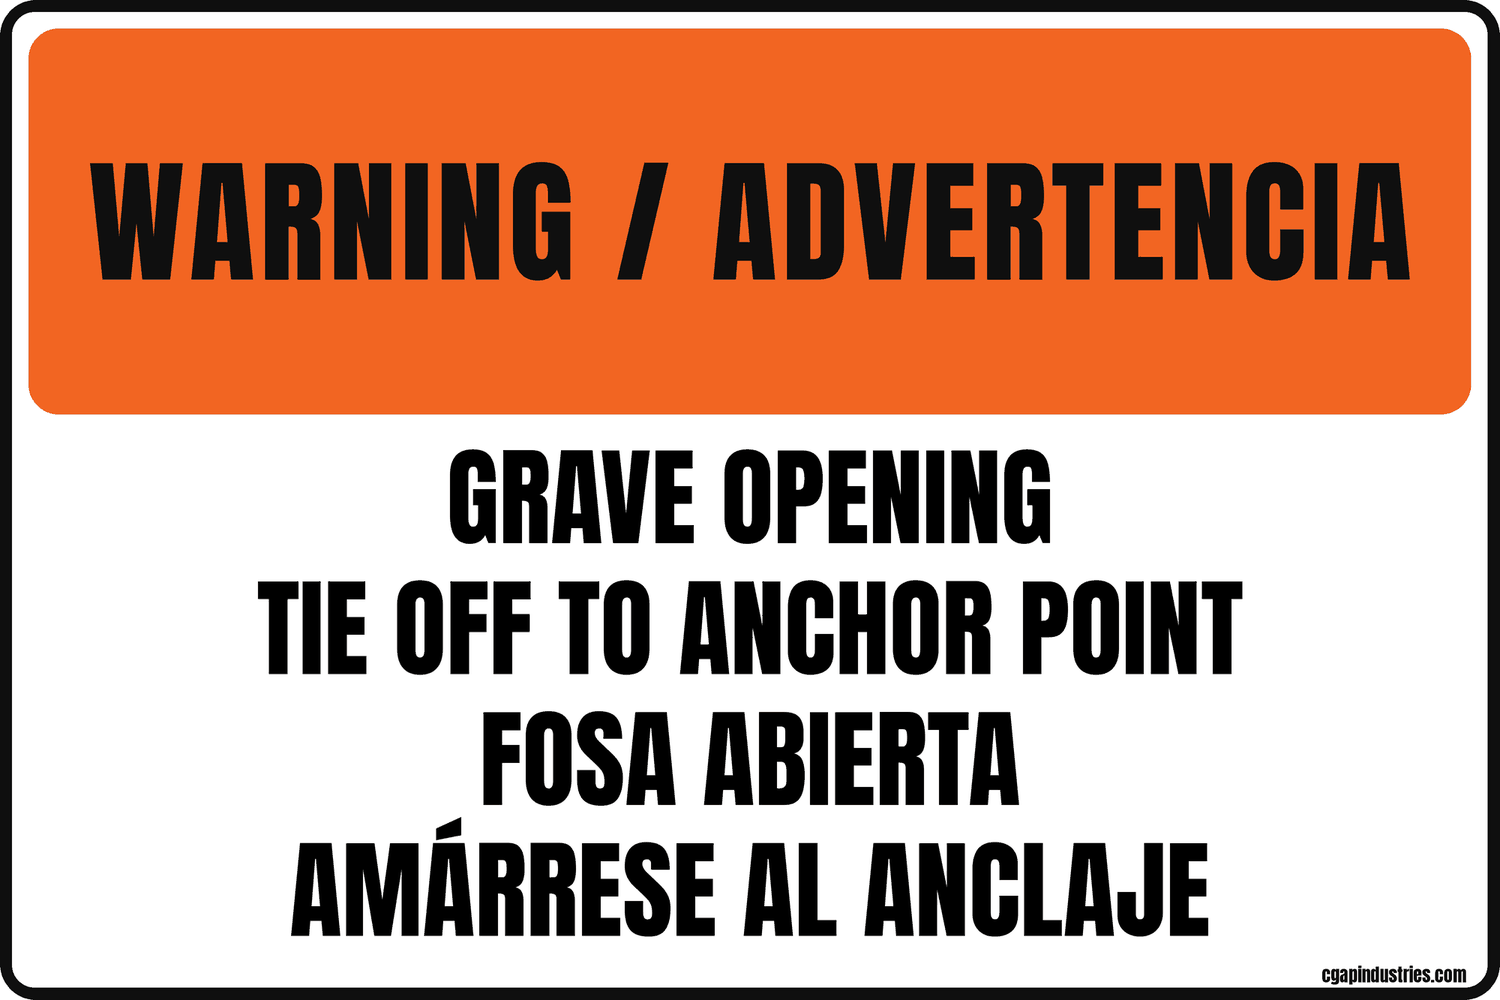 WARNING / ADVERTENCIA
GRAVE OPENING
TIE OFF TO ANCHOR POINT
FOSA ABIERTA
AMÁRRESE AL ANCLAJE
cgapindustries.com